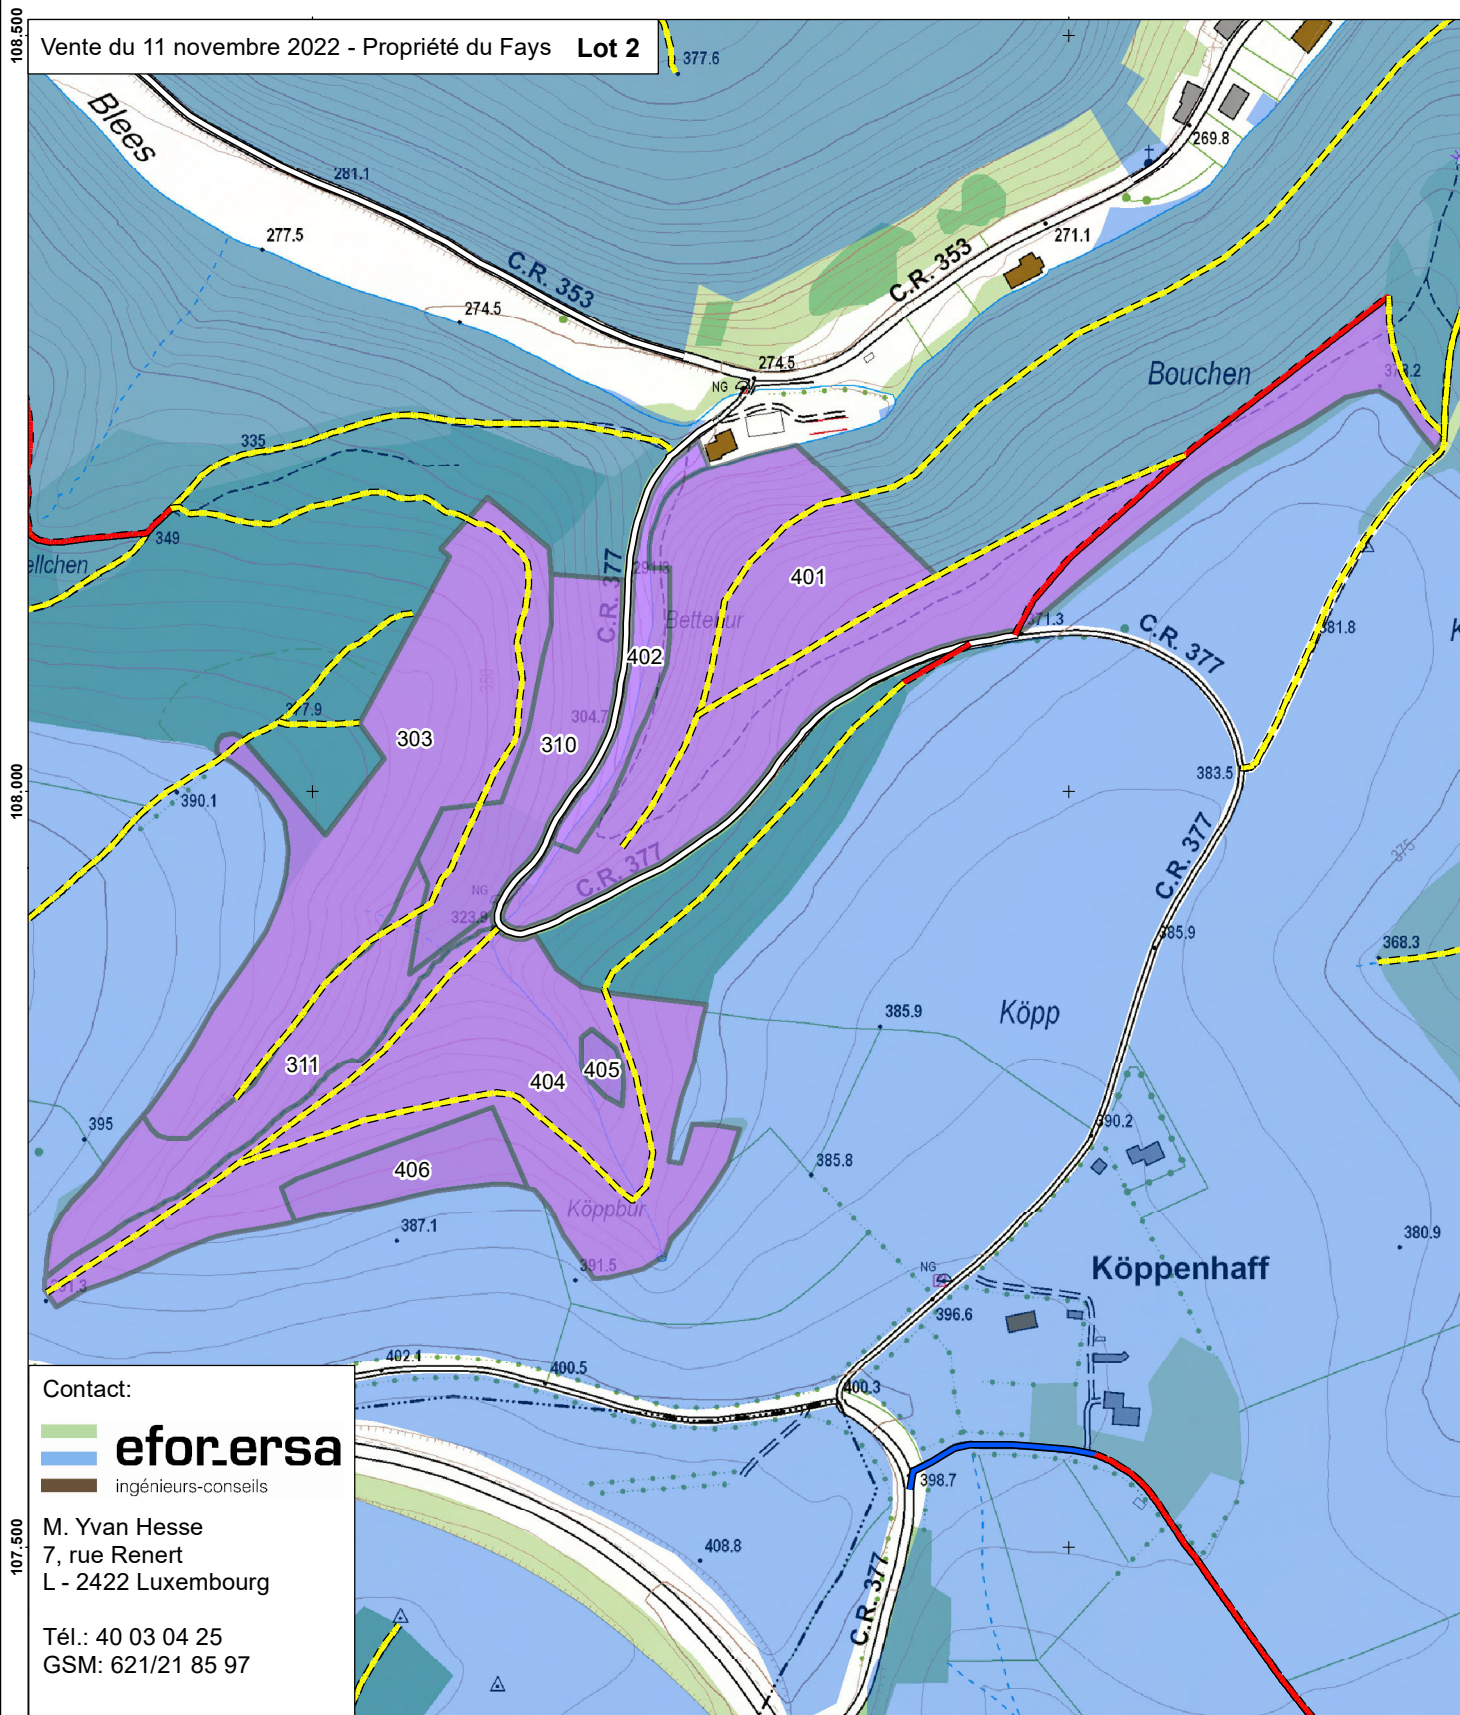 Vente du 11 novembre 2022 - Propriété du Fays Lot 2
108.500
377.6
Blees
269.8
281.1
277.5
271.1
C.R. 353
C.R. 353
274.5
274.5
NG
Bouchen
335
349
C.R. 377
401
Bettelbur
402
371.3
C.R. 377
381.8
377.9
304.7
303
310
383.5
108.000
390.1
C.R. 377
C.R. 377
375
NG
323.9
385.9
368.3
385.9
Köpp
311
404
405
395
390.2
406
385.8
Köppbur
387.1
380.9
391.5
NG
Köppenhaff
396.6
402.1
400.5
400.3
398.7
408.8
C.R. 377
107.500
Contact:
efor_ersa
ingénieurs-conseils
M. Yvan Hesse
7, rue Renert
L - 2422 Luxembourg
Tél.: 40 03 04 25
GSM: 621/21 85 97